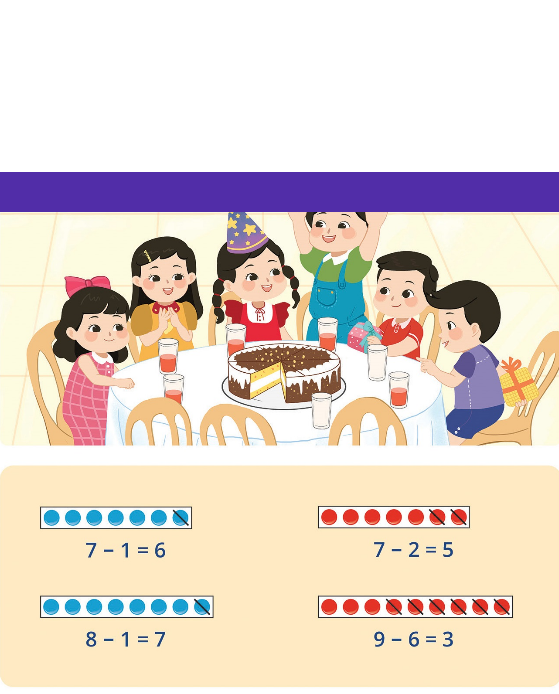 7 − 1 = 6
7 − 2 = 5
8 − 1 = 7
9 − 6 = 3